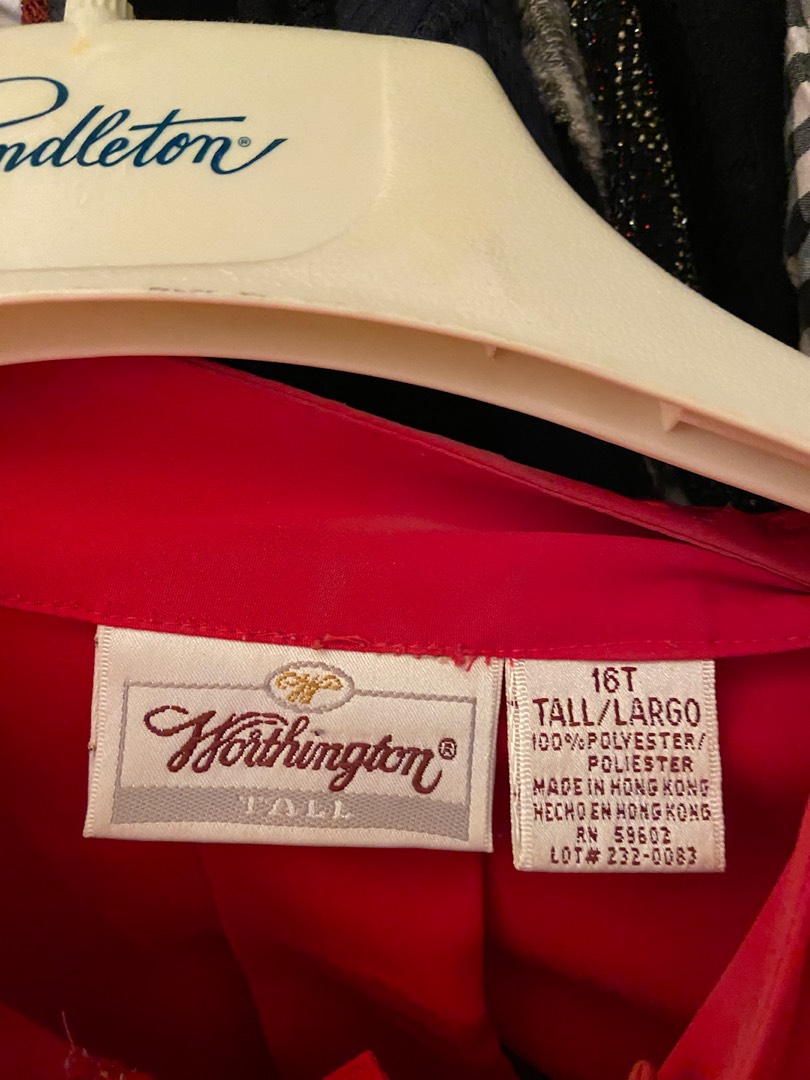 ndleton®
W
Worthington®
TALL
16T
TALL/LARGO
100%POLYESTER/
POLIESTER
MADE IN HONG KONG
HECHO EN HONG KONG
RN 59602
LOT# 232-0083